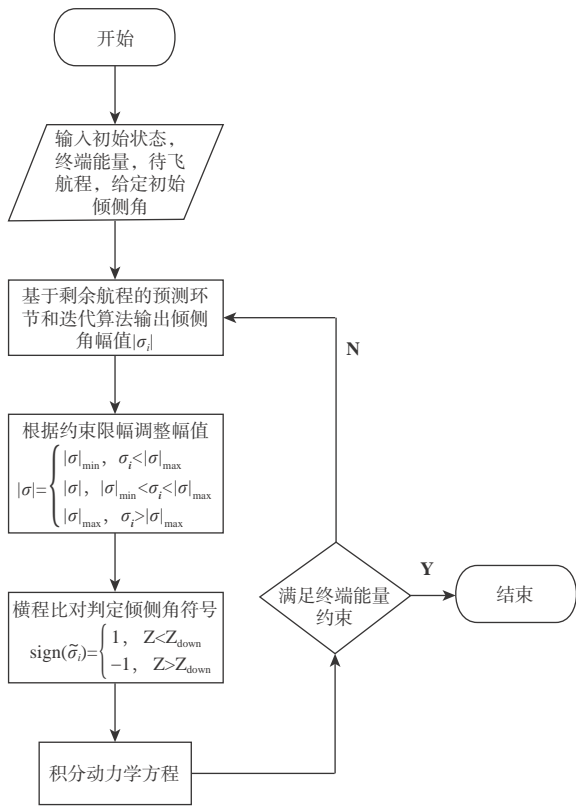 开始
输入初始状态，
终端能量，待飞
航程，给定初始
倾侧角
基于剩余航程的预测环
节和迭代算法输出倾侧
角幅值|σᵢ|
根据约束限幅调整幅值
|σ|={|σ|min，σᵢ<|σ|max
|σ|，|σ|min<σᵢ<|σ|max
|σ|max，σᵢ>|σ|max
横程比对判定倾侧角符号
sign(σ̃ᵢ)={1，Z<Zdown
−1，Z>Zdown
积分动力学方程
满足终端能量
约束
N
Y
结束